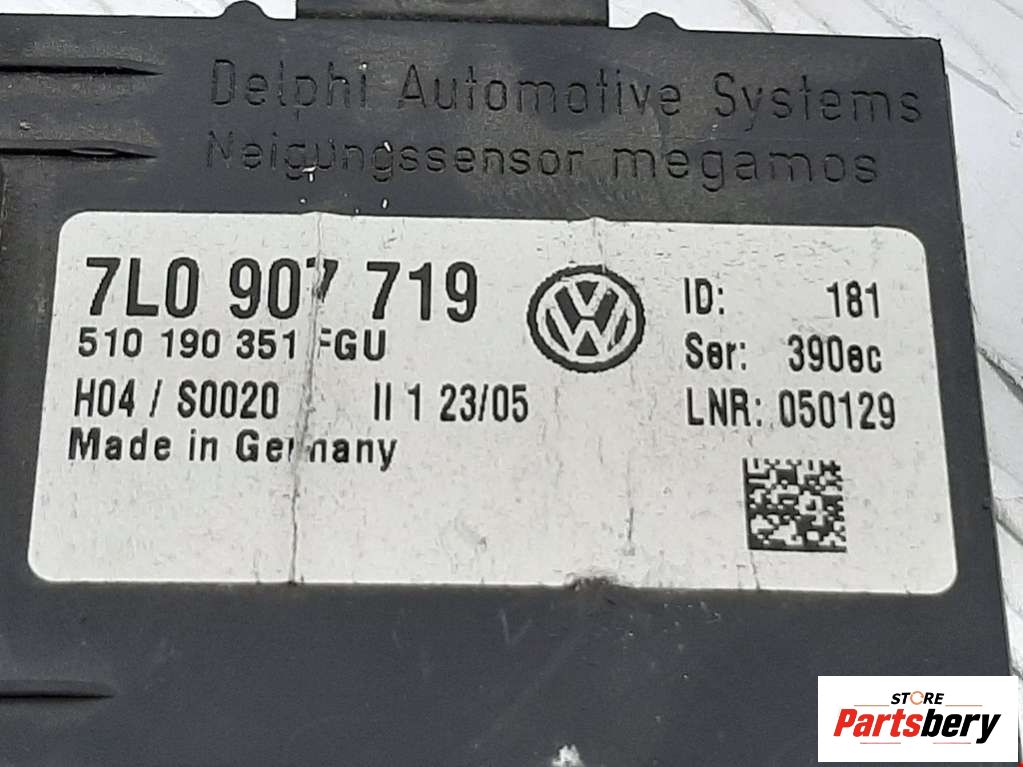 Delphi Automotive Systems
Neigungssensor megamos
7L0 907 719
510 190 351 FGU
H04 / S0020 II 1 23/05
Made in Germany
VW
ID: 181
Ser: 390ec
LNR: 050129
STORE
Partsbery